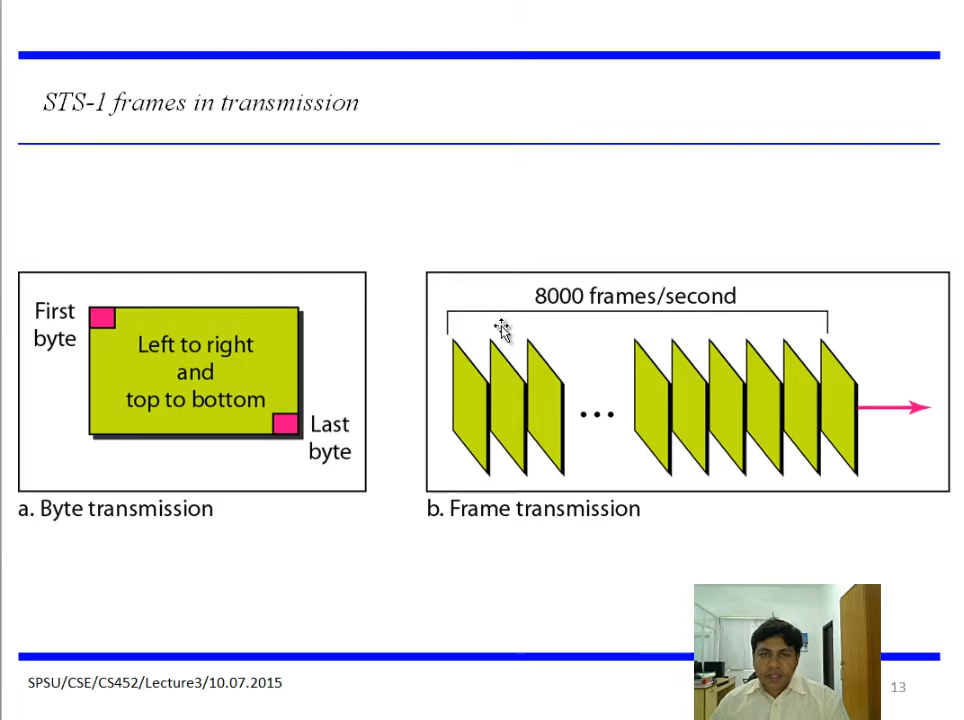 STS-1 frames in transmission
First
byte
Left to right
and
top to bottom
Last
byte
a. Byte transmission
8000 frames/second
...
b. Frame transmission
SPSU/CSE/CS452/Lecture3/10.07.2015
13